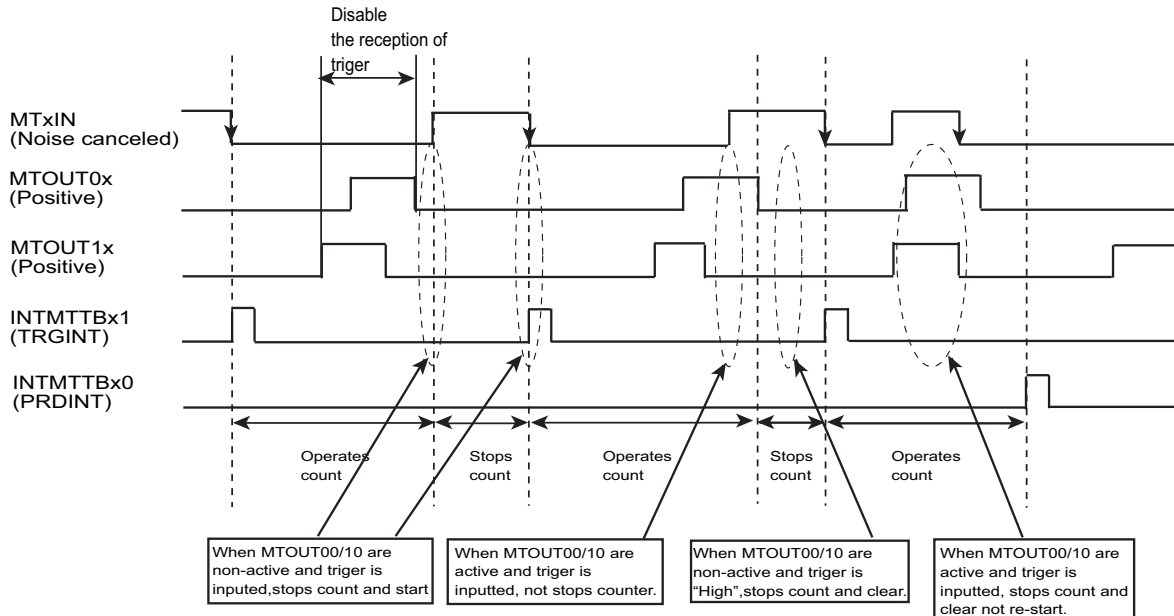 Disable
the reception of
triger
MTxIN
(Noise canceled)
MTOUT0x
(Positive)
MTOUT1x
(Positive)
INTMTTBx1
(TRGINT)
INTMTTBx0
(PRDINT)
Operates
count
Stops
count
Operates
count
Stops
count
Operates
count
When MTOUT00/10 are
non-active and triger is
inputed,stops count and start
When MTOUT00/10 are
active and triger is
inputted, not stops counter.
When MTOUT00/10 are
non-active and triger is
“High”,stops count and clear.
When MTOUT00/10 are
active and triger is
inputted, stops count and
clear not re-start.